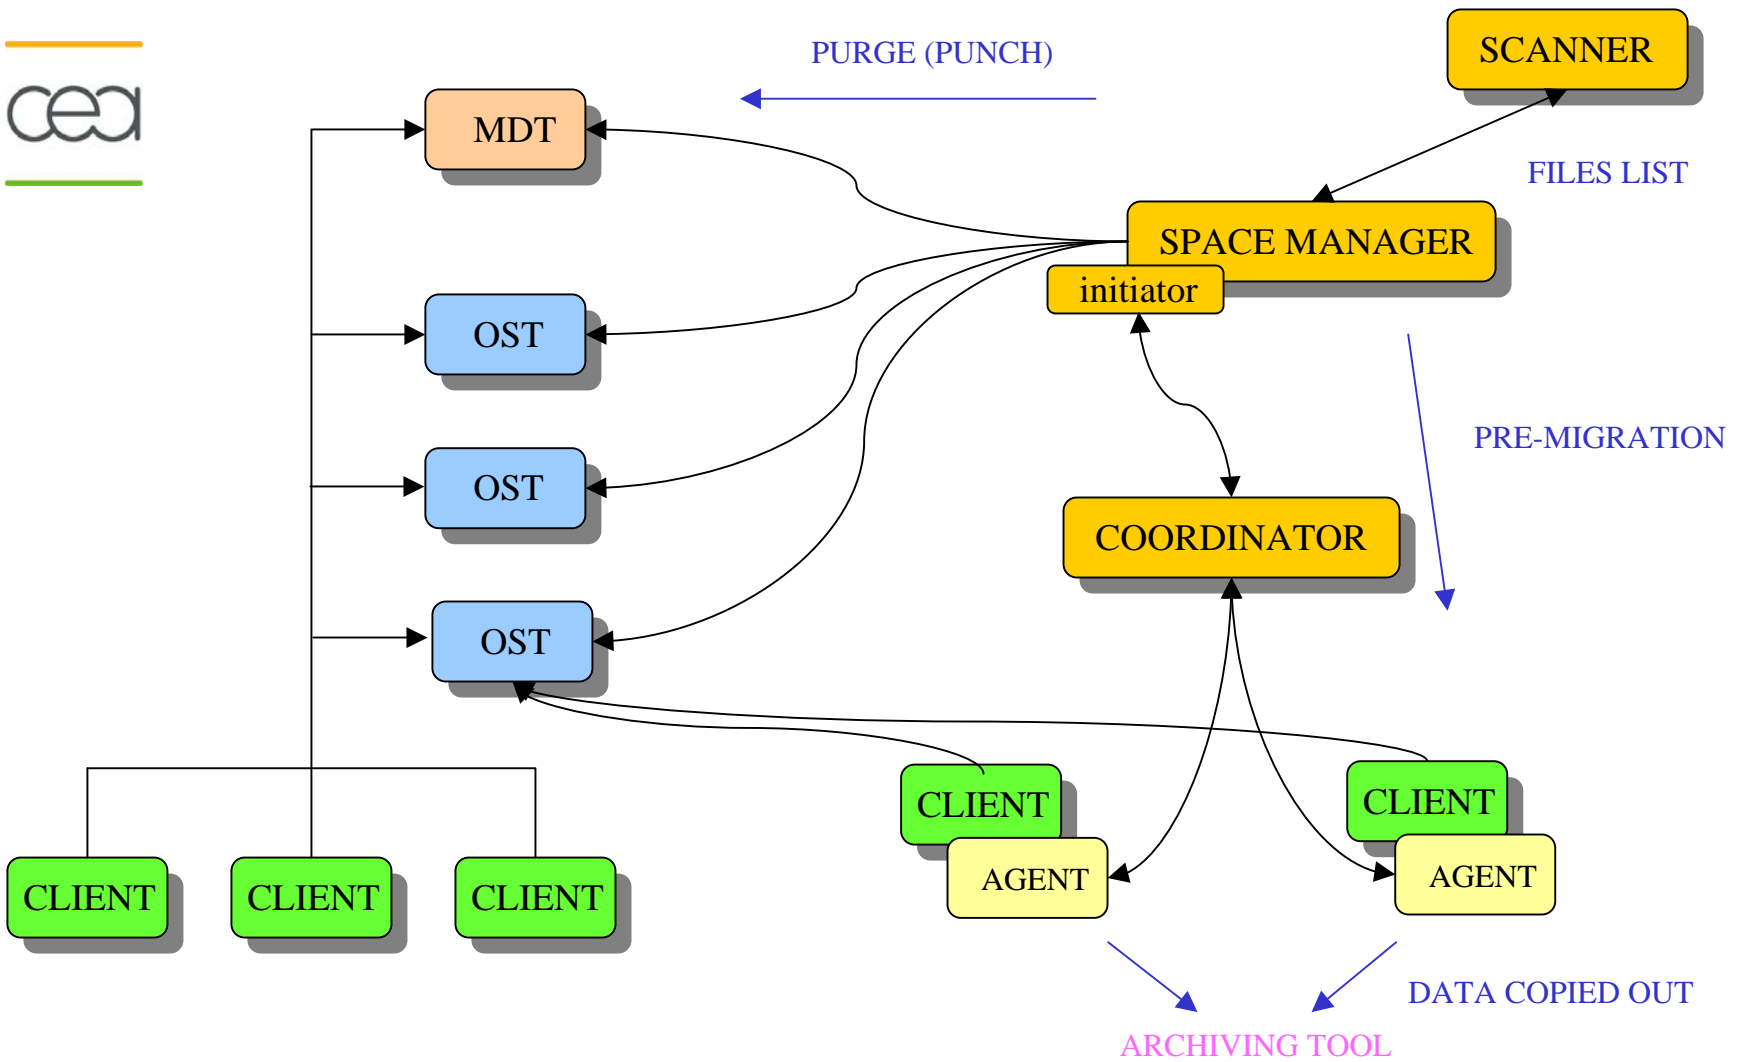 PURGE (PUNCH)
SCANNER
cea
MDT
FILES LIST
SPACE MANAGER
initiator
OST
PRE-MIGRATION
OST
COORDINATOR
OST
CLIENT
CLIENT
AGENT
AGENT
CLIENT
CLIENT
CLIENT
DATA COPIED OUT
ARCHIVING TOOL